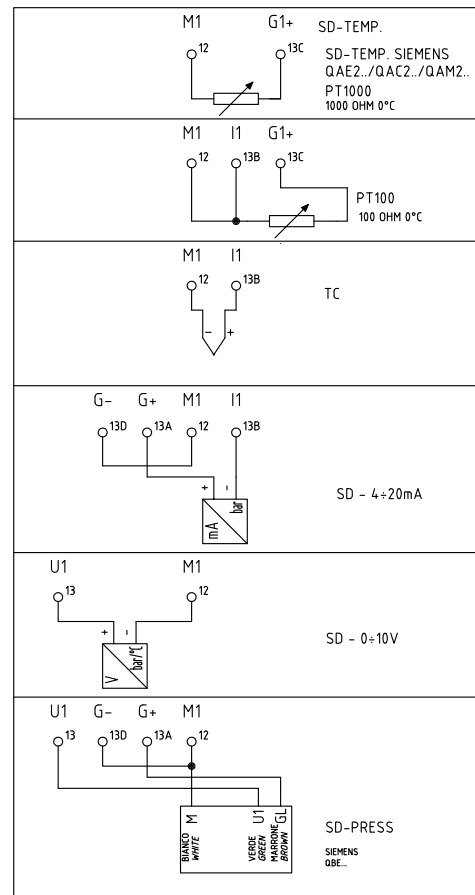 M1 G1+ SD-TEMP.
12 13C SD-TEMP. SIEMENS
QAE2../QAC2../QAM2..
PT1000
1000 OHM 0°C
M1 I1 G1+
12 13B 13C
PT100
100 OHM 0°C
M1 I1
12 13B
TC
- +
G- G+ M1 I1
13D 13A 12 13B
+ -
mA bar
SD - 4÷20mA
U1 M1
13 12
+ -
V bar/°C
SD - 0÷10V
U1 G- G+ M1
13 13D 13A 12
M U1 GL
BIANCO VERDE MARRONE
WHITE GREEN BROWN
SD-PRESS
SIEMENS
QBE...